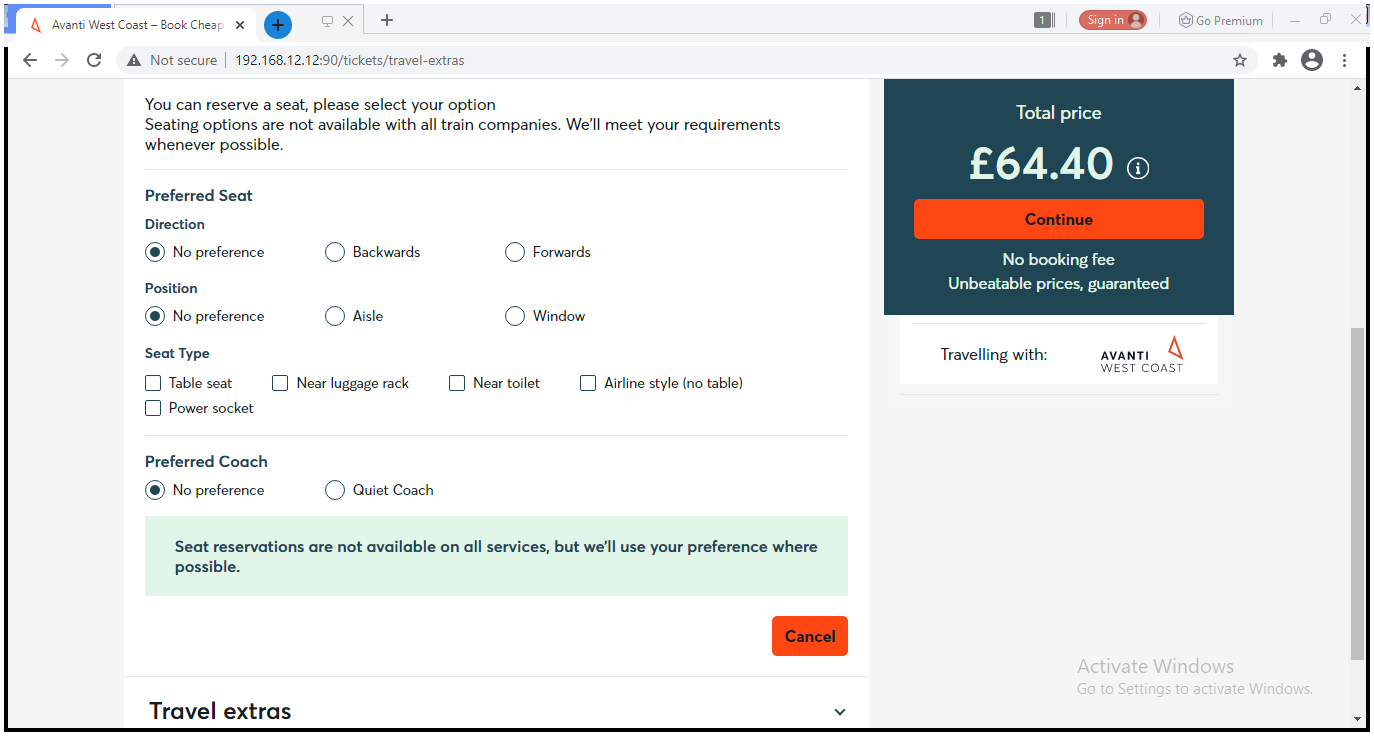 Avanti West Coast – Book Cheap
1
Sign in
Go Premium
Not secure
192.168.12.12:90/tickets/travel-extras
You can reserve a seat, please select your option
Seating options are not available with all train companies. We'll meet your requirements
whenever possible.
Preferred Seat
Direction
No preference
Backwards
Forwards
Position
No preference
Aisle
Window
Seat Type
Table seat
Near luggage rack
Near toilet
Airline style (no table)
Power socket
Preferred Coach
No preference
Quiet Coach
Seat reservations are not available on all services, but we'll use your preference where
possible.
Cancel
Travel extras
Total price
£64.40
Continue
No booking fee
Unbeatable prices, guaranteed
Travelling with:
AVANTI
WEST COAST
Activate Windows
Go to Settings to activate Windows.